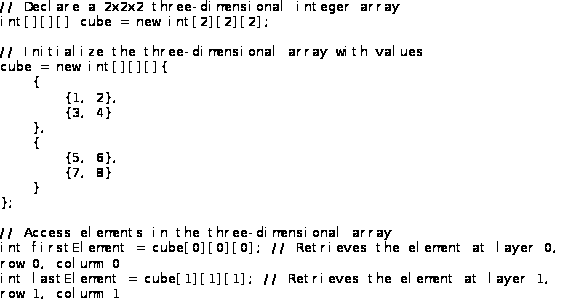 // Declare a 2x2x2 three-dimensional integer array
int[][][] cube = new int[2][2][2];
// Initialize the three-dimensional array with values
cube = new int[][][]{
{
{1, 2},
{3, 4}
},
{
{5, 6},
{7, 8}
}
};
// Access elements in the three-dimensional array
int firstElement = cube[0][0][0]; // Retrieves the element at layer 0,
row 0, column 0
int lastElement = cube[1][1][1]; // Retrieves the element at layer 1,
row 1, column 1